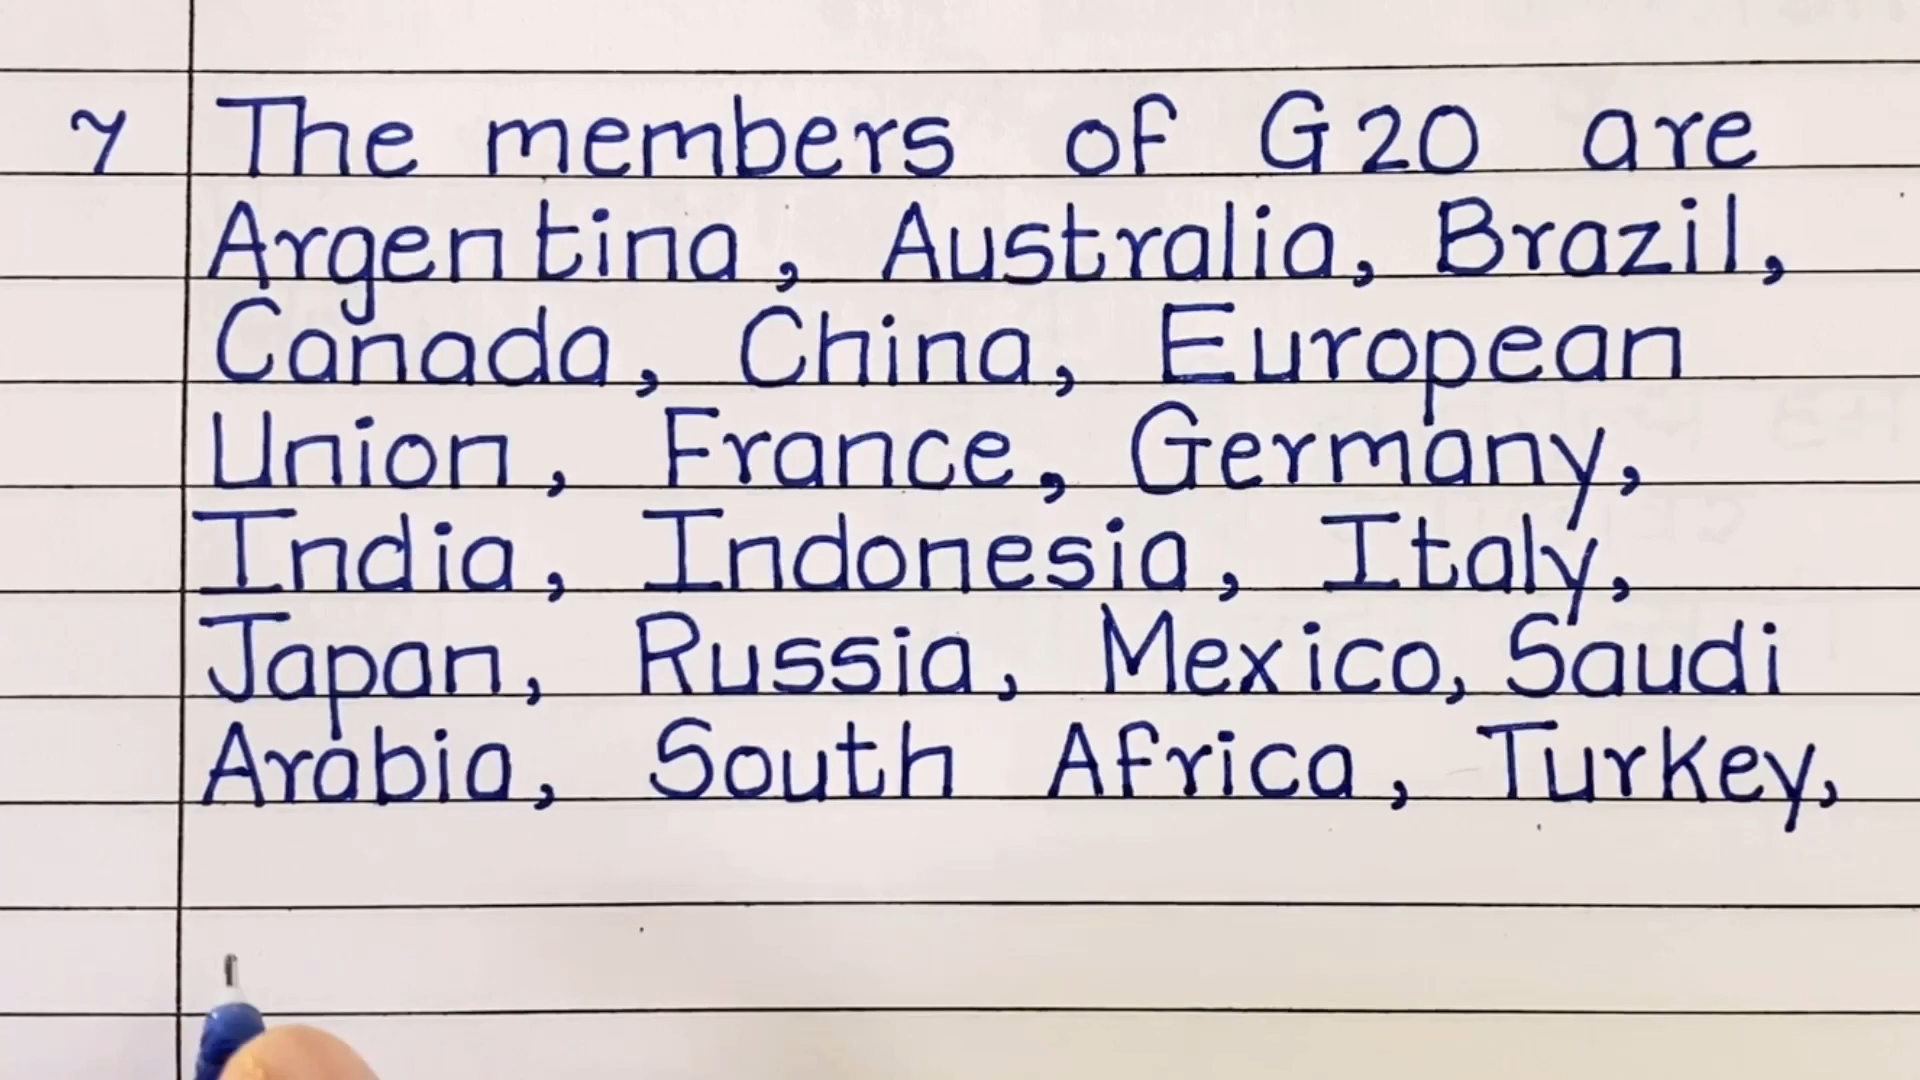 7 The members of G20 are
Argentina, Australia, Brazil,
Canada, China, European
Union, France, Germany,
India, Indonesia, Italy,
Japan, Russia, Mexico, Saudi
Arabia, South Africa, Turkey,